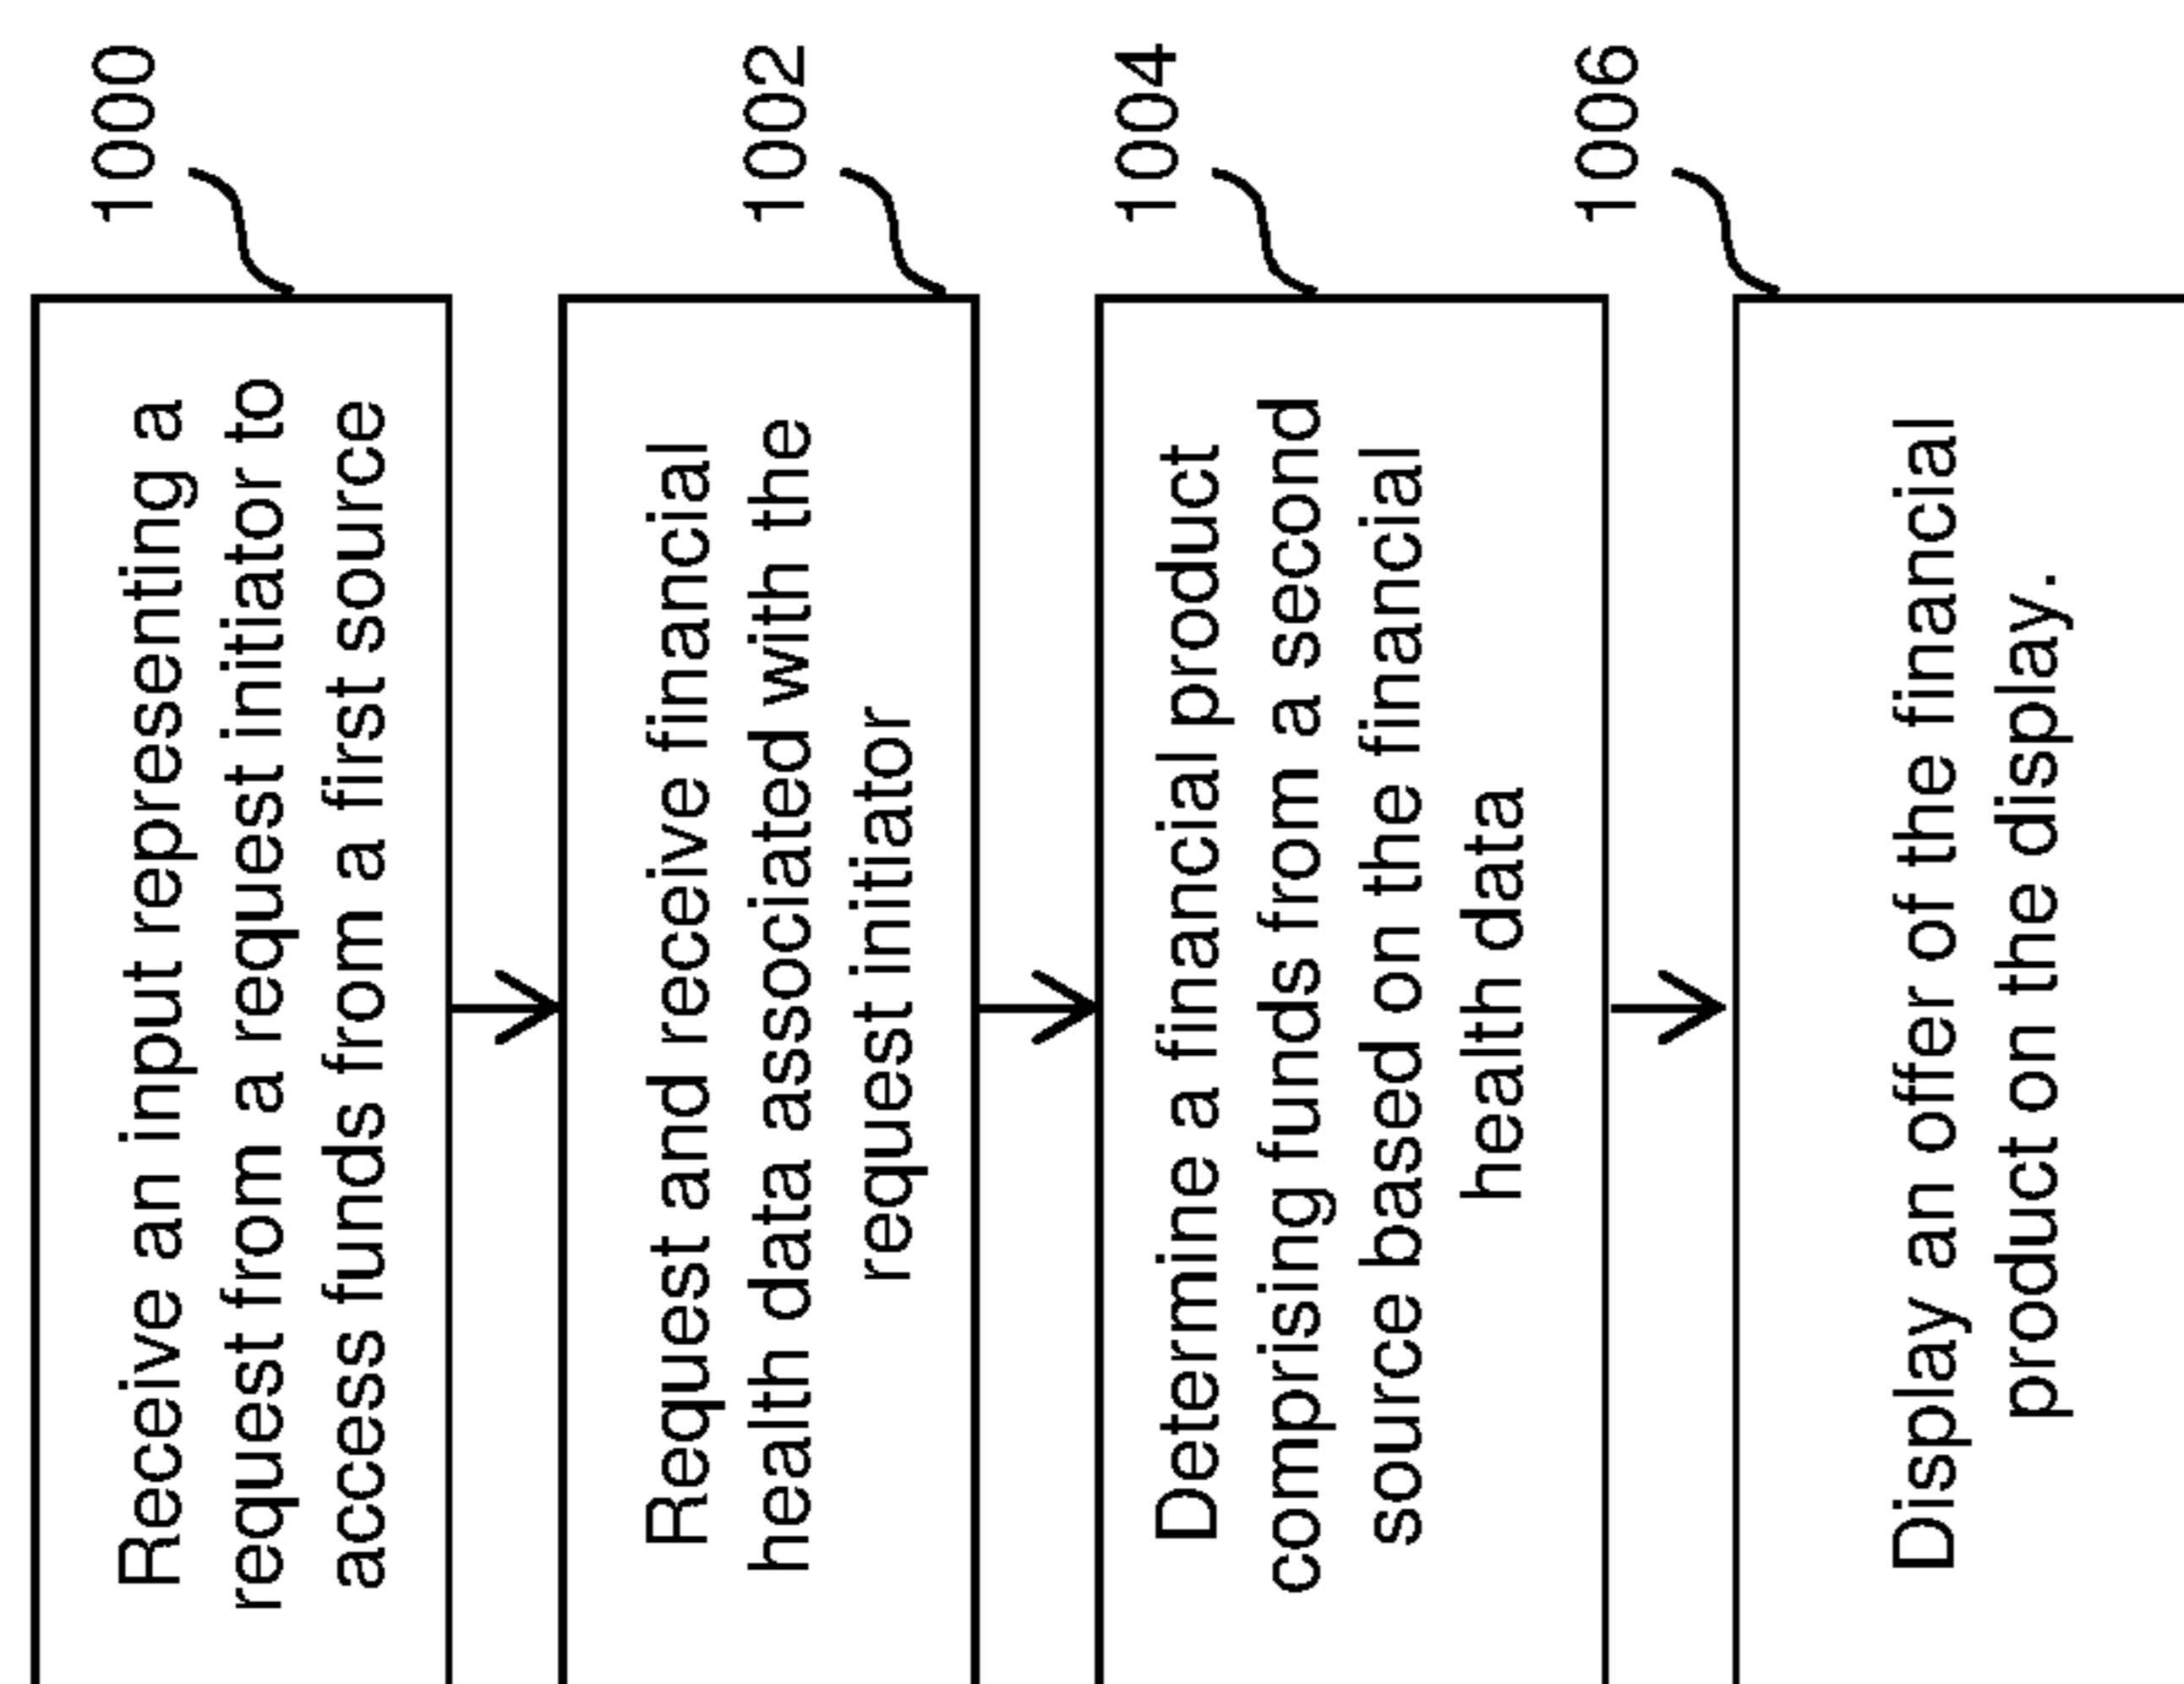 Receive an input representing a
request from a request initiator to
access funds from a first source
1000
Request and receive financial
health data associated with the
request initiator
1002
Determine a financial product
comprising funds from a second
source based on the financial
health data
1004
Display an offer of the financial
product on the display.
1006